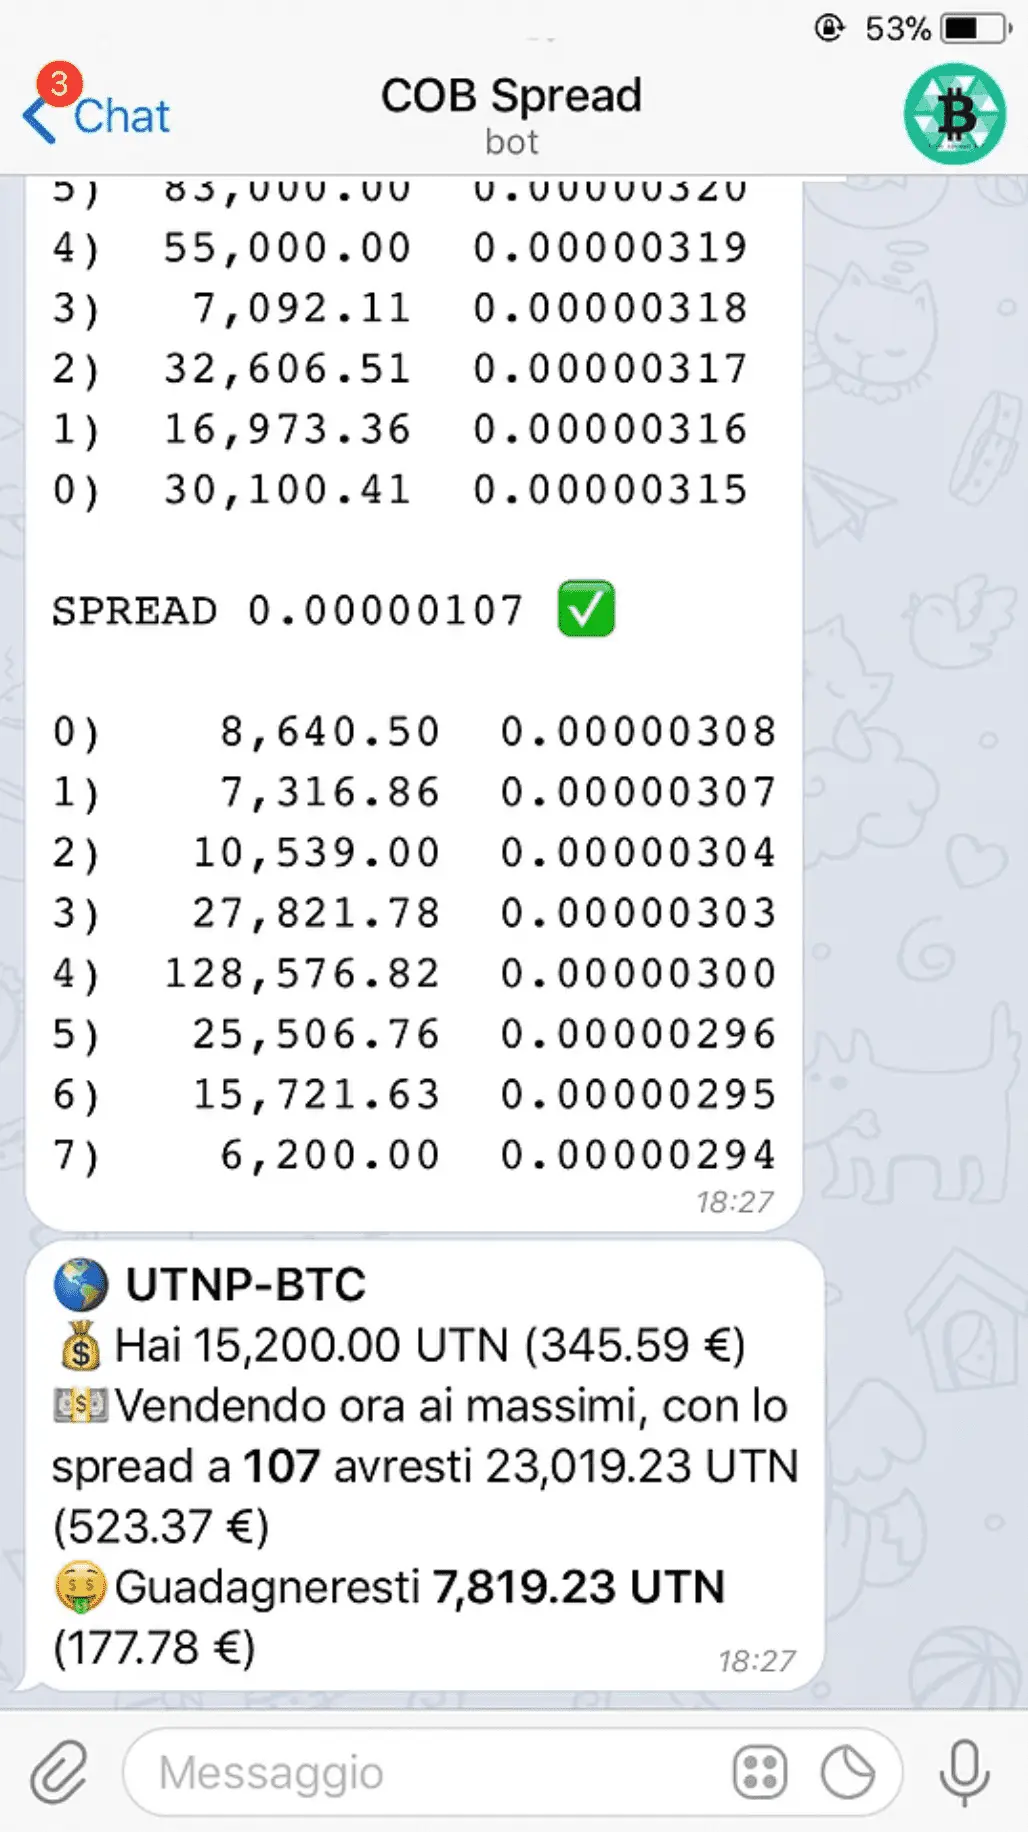 53%
3
Chat
COB Spread
bot
5) 83,000.00 0.00000320
4) 55,000.00 0.00000319
3) 7,092.11 0.00000318
2) 32,606.51 0.00000317
1) 16,973.36 0.00000316
0) 30,100.41 0.00000315
SPREAD 0.00000107 ✅
0) 8,640.50 0.00000308
1) 7,316.86 0.00000307
2) 10,539.00 0.00000304
3) 27,821.78 0.00000303
4) 128,576.82 0.00000300
5) 25,506.76 0.00000296
6) 15,721.63 0.00000295
7) 6,200.00 0.00000294
18:27
🌎 UTNP-BTC
💰 Hai 15,200.00 UTN (345.59 €)
💵 Vendendo ora ai massimi, con lo
spread a 107 avresti 23,019.23 UTN
(523.37 €)
🤑 Guadagneresti 7,819.23 UTN
(177.78 €)
18:27
Messaggio